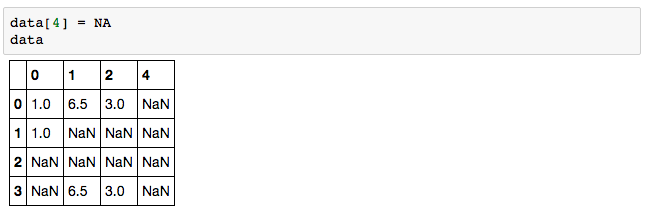 data[4] = NA
data
0 1 2 4
0 1.0 6.5 3.0 NaN
1 1.0 NaN NaN NaN
2 NaN NaN NaN NaN
3 NaN 6.5 3.0 NaN